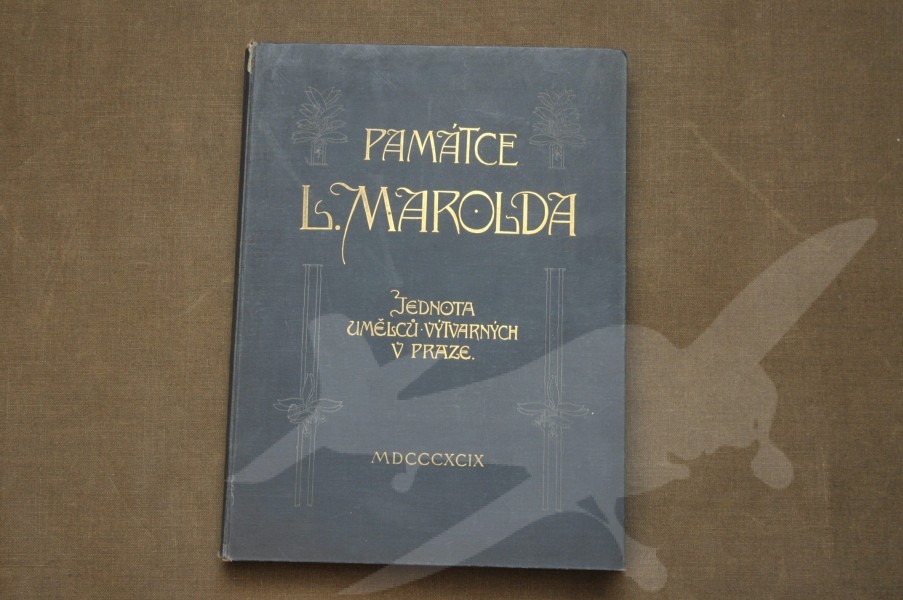 PAMÁTCE
L. MAROLDA
JEDNOTA
UMĚLCŮ · VÝTVARNÝCH
V PRAZE.
MDCCCXCIX